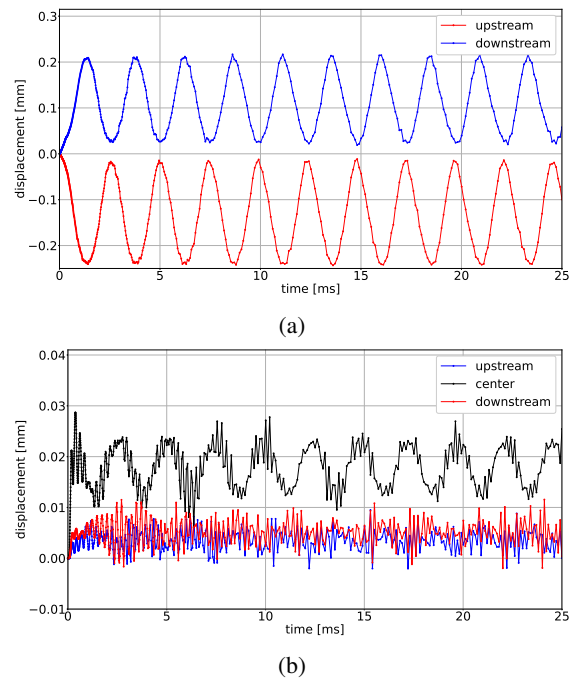 0.3
0.2
0.1
0.0
−0.1
−0.2
displacement [mm]
upstream
downstream
0 5 10 15 20 25
time [ms]
(a)
0.04
0.03
0.02
0.01
0.00
−0.01
displacement [mm]
upstream
center
downstream
0 5 10 15 20 25
time [ms]
(b)